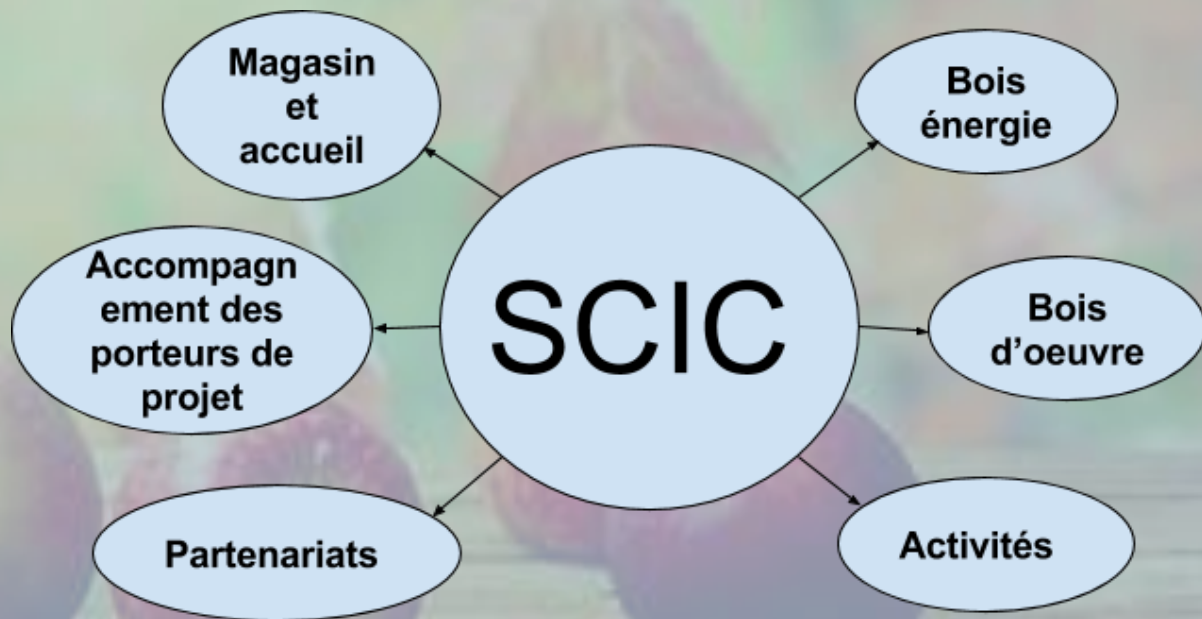 Magasin
et
accueil
Bois
énergie
Accompagn
ement des
porteurs de
projet
SCIC
Bois
d’oeuvre
Partenariats
Activités